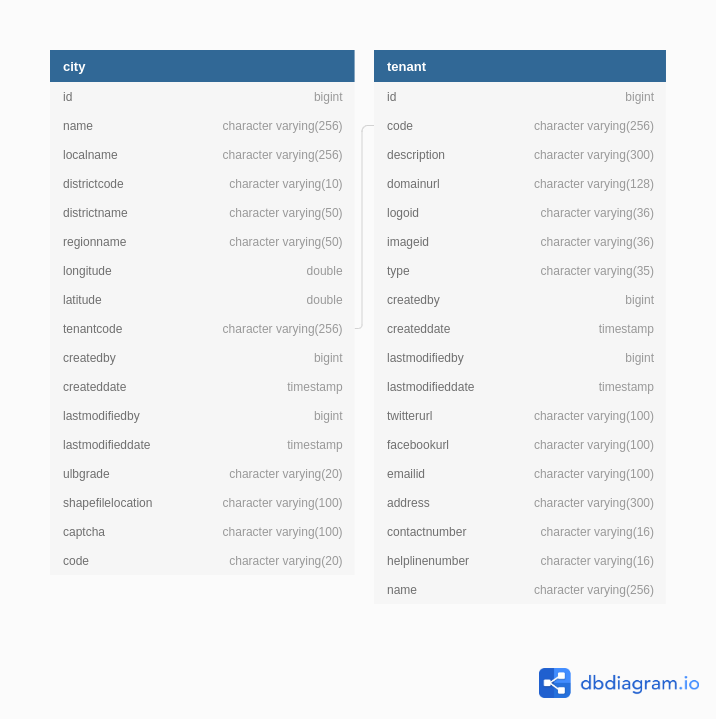 city
id bigint
name character varying(256)
localname character varying(256)
districtcode character varying(10)
districtname character varying(50)
regionname character varying(50)
longitude double
latitude double
tenantcode character varying(256)
createdby bigint
createddate timestamp
lastmodifiedby bigint
lastmodifieddate timestamp
ulbgrade character varying(20)
shapefilelocation character varying(100)
captcha character varying(100)
code character varying(20)
tenant
id bigint
code character varying(256)
description character varying(300)
domainurl character varying(128)
logoid character varying(36)
imageid character varying(36)
type character varying(35)
createdby bigint
createddate timestamp
lastmodifiedby bigint
lastmodifieddate timestamp
twitterurl character varying(100)
facebookurl character varying(100)
emailid character varying(100)
address character varying(300)
contactnumber character varying(16)
helplinenumber character varying(16)
name character varying(256)
dbdiagram.io